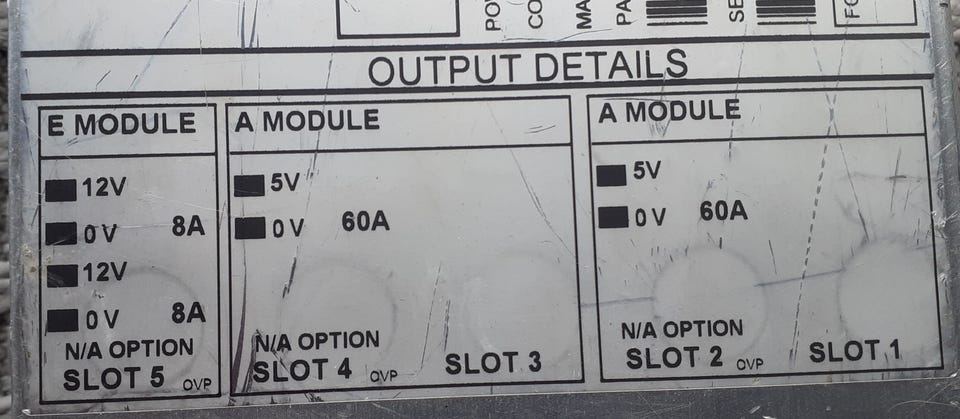 OUTPUT DETAILS
E MODULE
12V
0V 8A
12V
0V 8A
N/A OPTION
SLOT 5 OVP
A MODULE
5V
0V 60A
N/A OPTION
SLOT 4 OVP SLOT 3
A MODULE
5V
0V 60A
N/A OPTION
SLOT 2 OVP SLOT 1